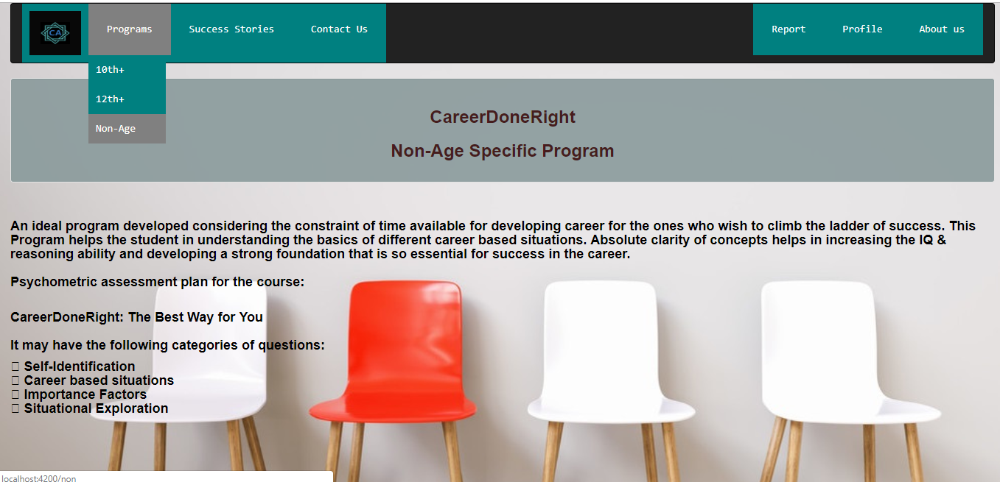 CA
Programs
Success Stories
Contact Us
Report
Profile
About us
10th+
12th+
Non-Age
CareerDoneRight
Non-Age Specific Program
An ideal program developed considering the constraint of time available for developing career for the ones who wish to climb the ladder of success. This
Program helps the student in understanding the basics of different career based situations. Absolute clarity of concepts helps in increasing the IQ &
reasoning ability and developing a strong foundation that is so essential for success in the career.
Psychometric assessment plan for the course:
CareerDoneRight: The Best Way for You
It may have the following categories of questions:
Self-Identification
Career based situations
Importance Factors
Situational Exploration
localhost:4200/non